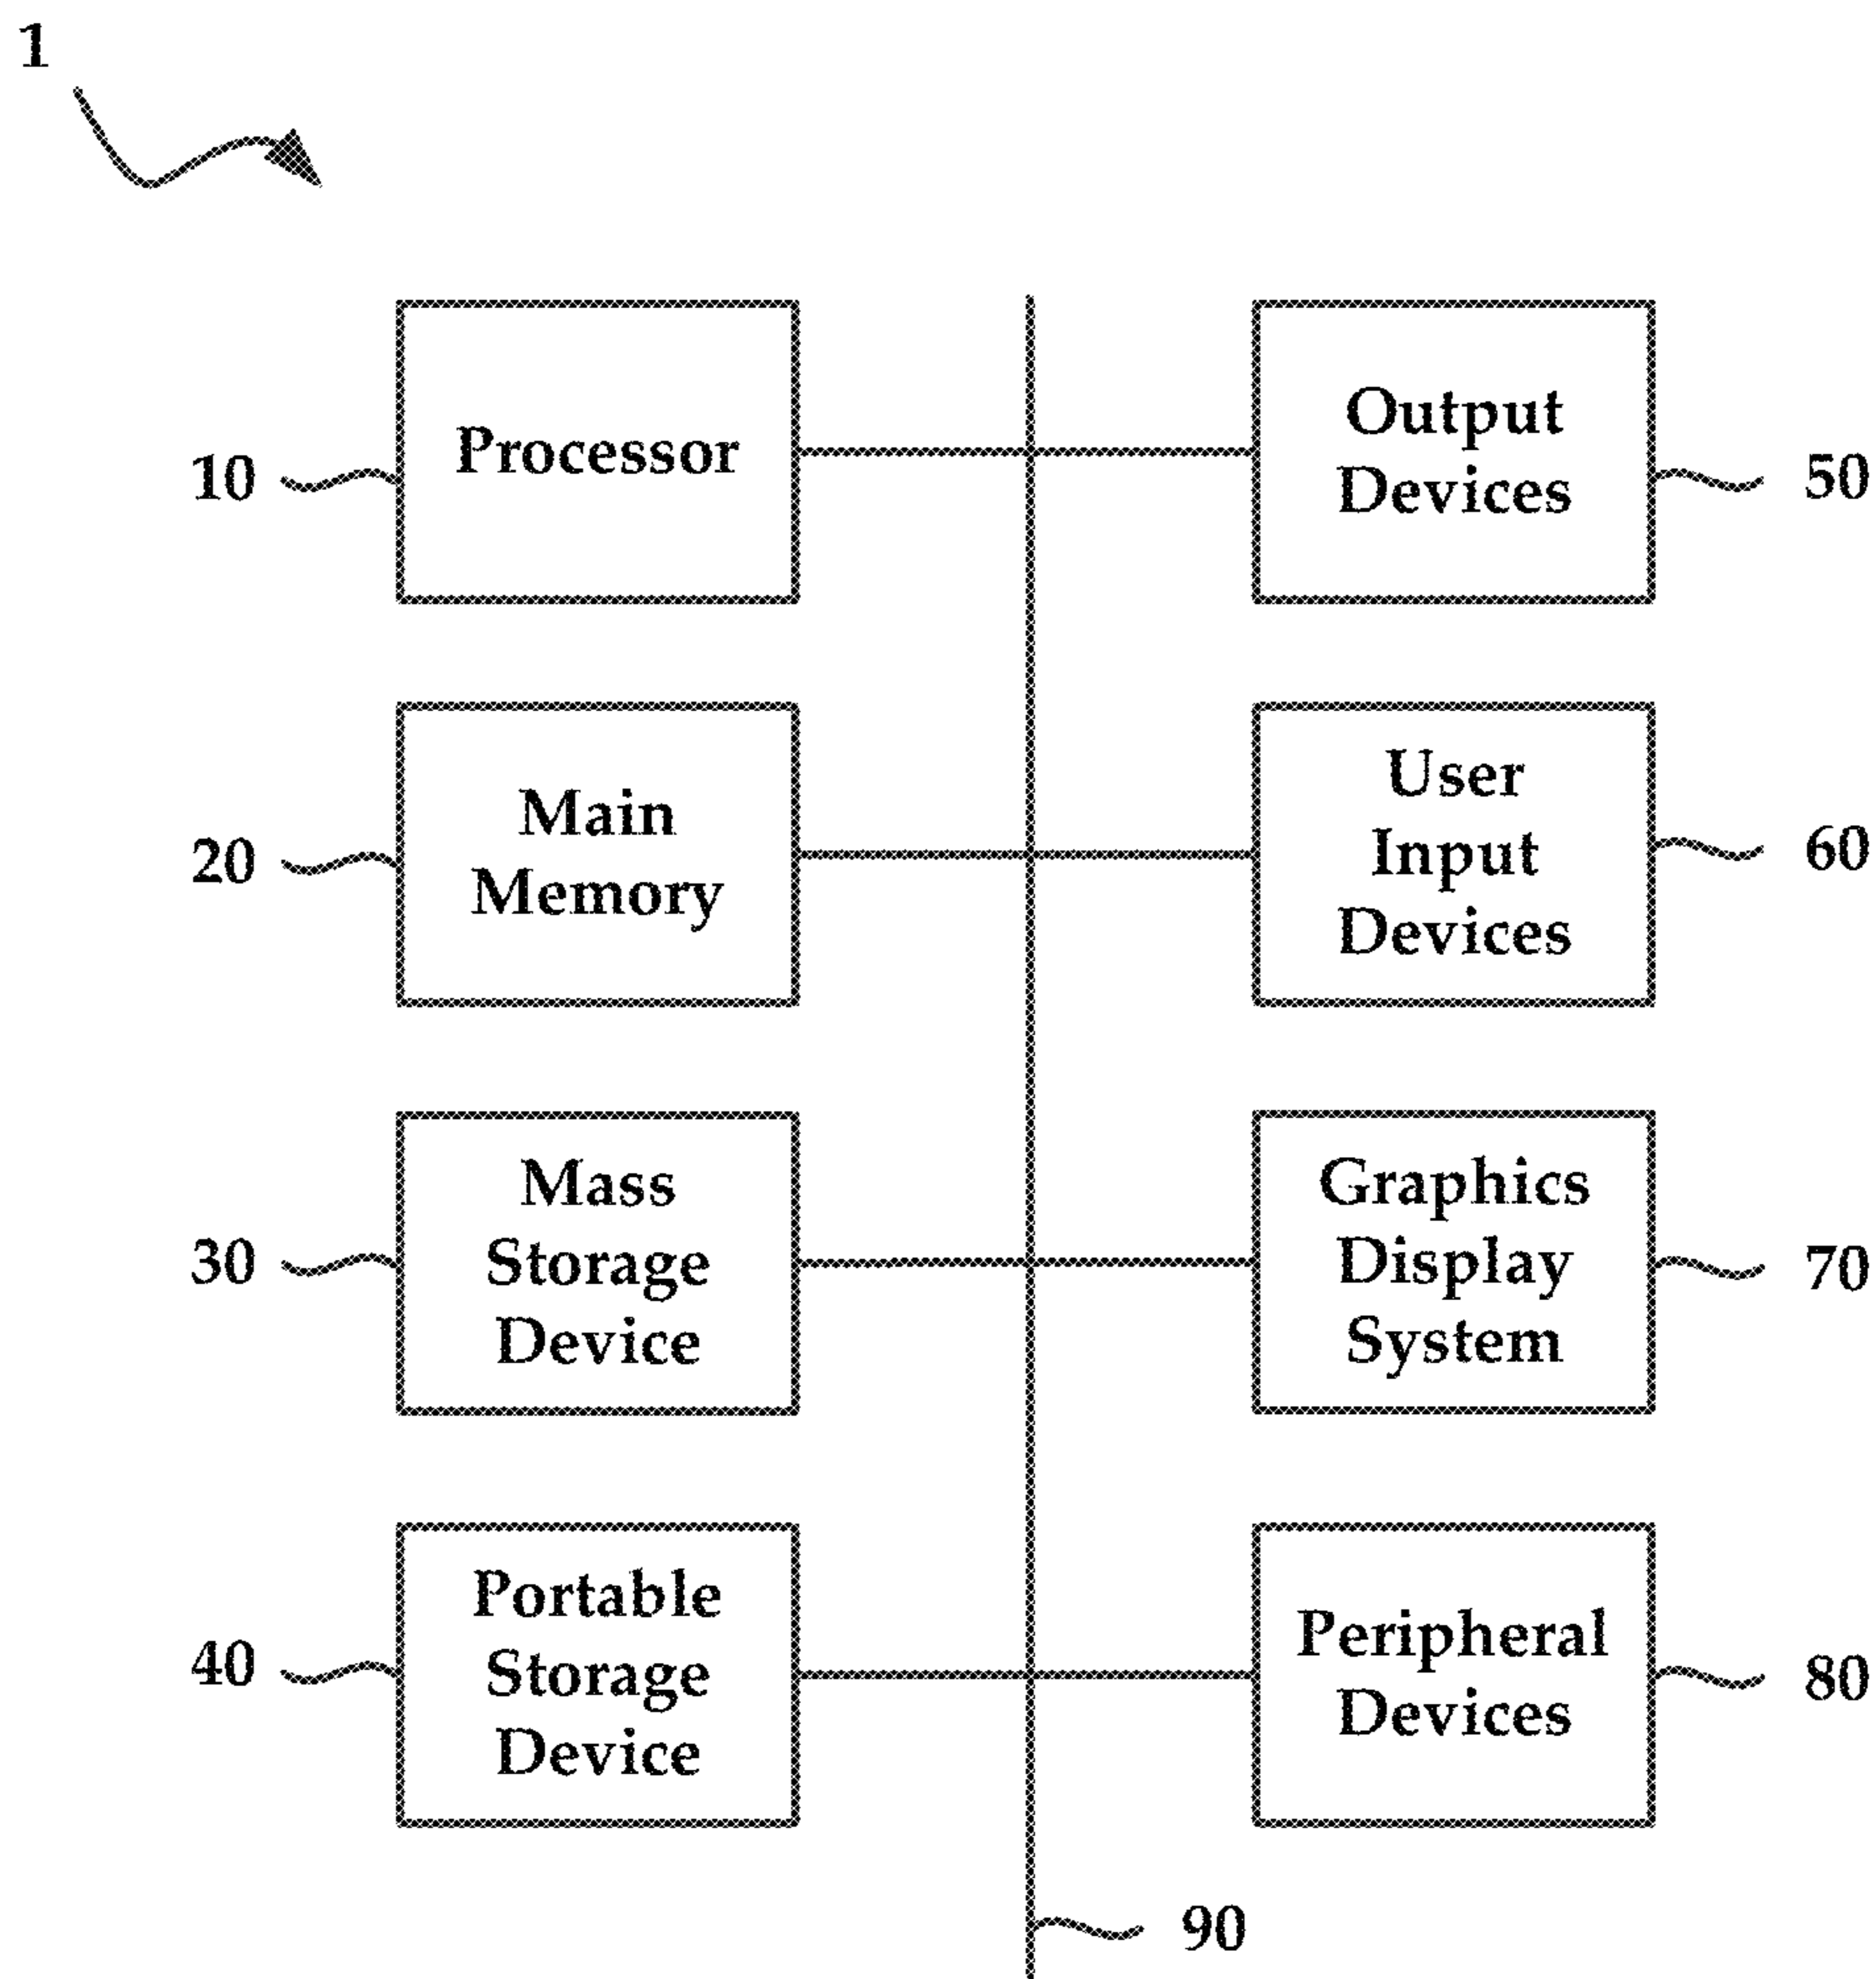 1
Processor
10
Output
Devices
50
Main
Memory
20
User
Input
Devices
60
Mass
Storage
Device
30
Graphics
Display
System
70
Portable
Storage
Device
40
Peripheral
Devices
80
90